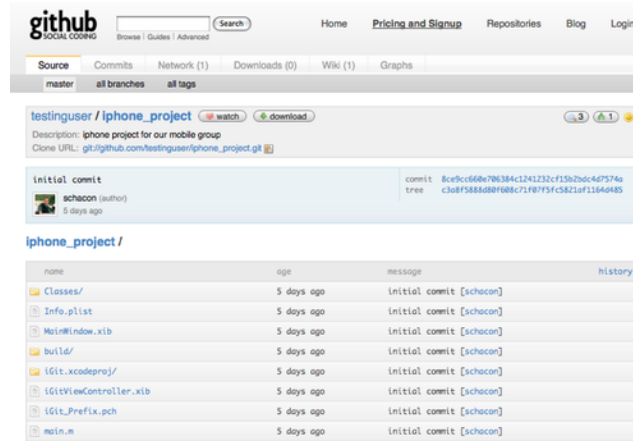 github
SOCIAL CODING
Search
Browse | Guides | Advanced
Home Pricing and Signup Repositories Blog Login
Source Commits Network (1) Downloads (0) Wiki (1) Graphs
master all branches all tags
testinguser / iphone_project watch download 3 1
Description: iphone project for our mobile group
Clone URL: git://github.com/testinguser/iphone_project.git
initial commit
schacon (author)
5 days ago
commit
tree
iphone_project /
name age message history
Classes/ 5 days ago initial commit [schacon]
Info.plist 5 days ago initial commit [schacon]
MainWindow.xib 5 days ago initial commit [schacon]
build/ 5 days ago initial commit [schacon]
iGit.xcodeproj/ 5 days ago initial commit [schacon]
iGitViewController.xib 5 days ago initial commit [schacon]
iGit_Prefix.pch 5 days ago initial commit [schacon]
main.m 5 days ago initial commit [schacon]